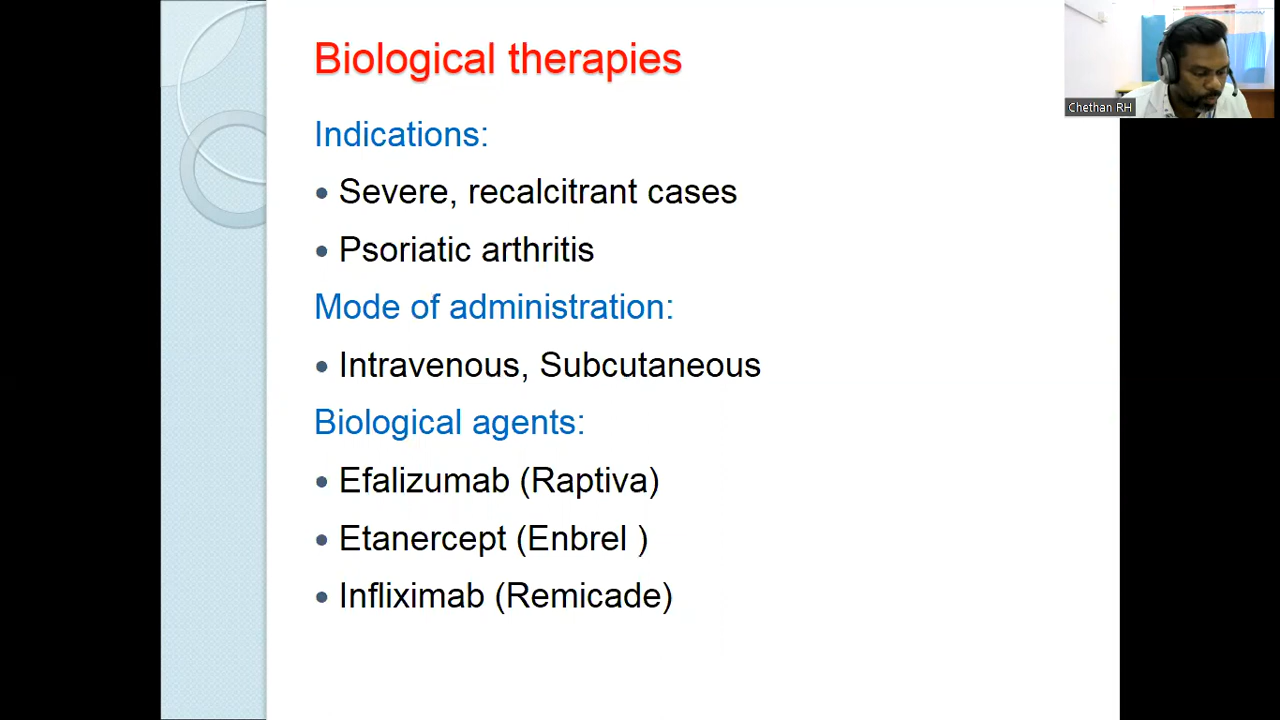 Biological therapies
Chethan RH
Indications:
• Severe, recalcitrant cases
• Psoriatic arthritis
Mode of administration:
• Intravenous, Subcutaneous
Biological agents:
• Efalizumab (Raptiva)
• Etanercept (Enbrel )
• Infliximab (Remicade)